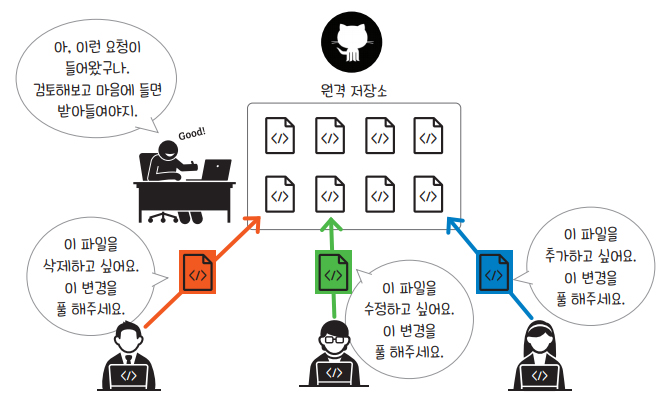 아, 이런 요청이
들어왔구나.
검토해보고 마음에 들면
받아들여야지.
Good!
원격 저장소
</>
</>
</>
</>
</>
</>
</>
</>
이 파일을
삭제하고 싶어요.
이 변경을
풀 해주세요.
</>
</>
이 파일을
수정하고 싶어요.
이 변경을
풀 해주세요.
</>
</>
이 파일을
추가하고 싶어요.
이 변경을
풀 해주세요.
</>
</>